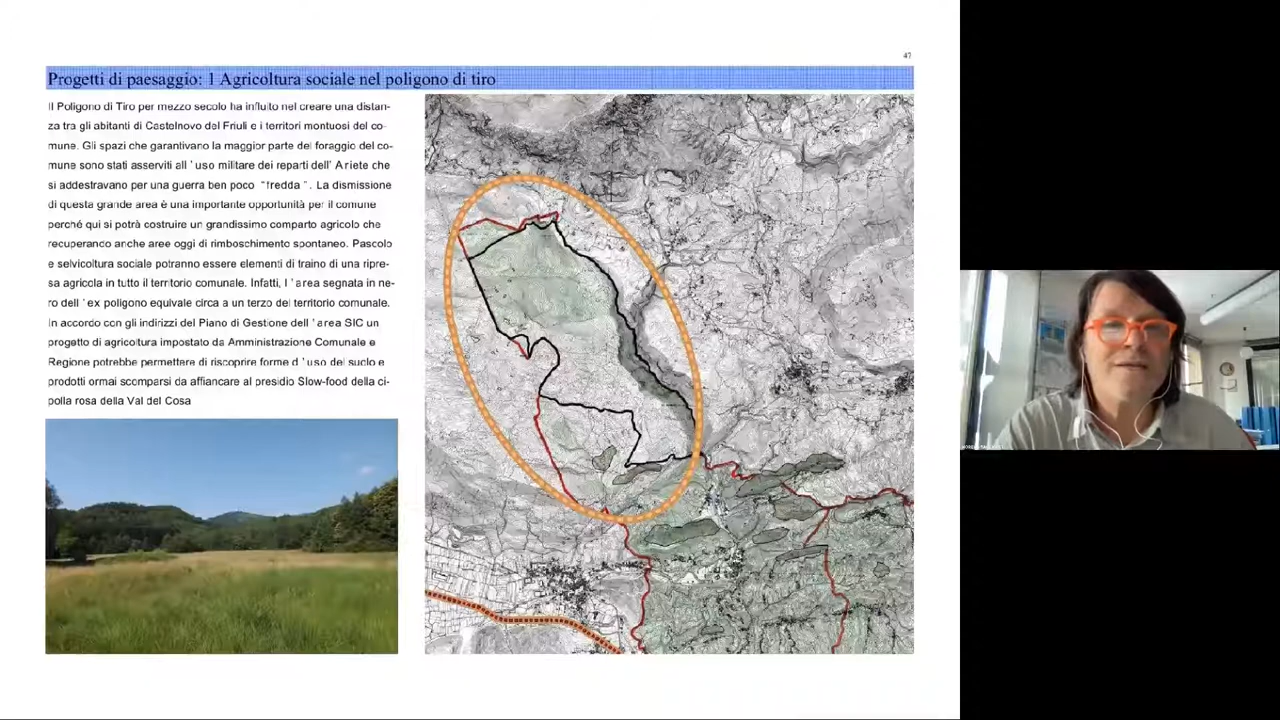 47
Progetti di paesaggio: 1 Agricoltura sociale nel poligono di tiro
Il Poligono di Tiro per mezzo secolo ha influito nel creare una distan-
za tra gli abitanti di Castelnovo del Friuli e i territori montuosi del co-
mune. Gli spazi che garantivano la maggior parte del foraggio del co-
mune sono stati asserviti all ' uso militare dei reparti dell' Ariete che
si addestravano per una guerra ben poco "fredda ". La dismissione
di questa grande area è una importante opportunità per il comune
perché qui si potrà costruire un grandissimo comparto agricolo che
recuperando anche aree oggi di rimboschimento spontaneo. Pascolo
e selvicoltura sociale potranno essere elementi di traino di una ripre-
sa agricola in tutto il territorio comunale. Infatti, l ' area segnata in ne-
ro dell ' ex poligono equivale circa a un terzo del territorio comunale.
In accordo con gli indirizzi del Piano di Gestione dell ' area SIC un
progetto di agricoltura impostato da Amministrazione Comunale e
Regione potrebbe permettere di riscoprire forme d ' uso del suolo e
prodotti ormai scomparsi da affiancare al presidio Slow-food della ci-
polla rosa della Val del Cosa